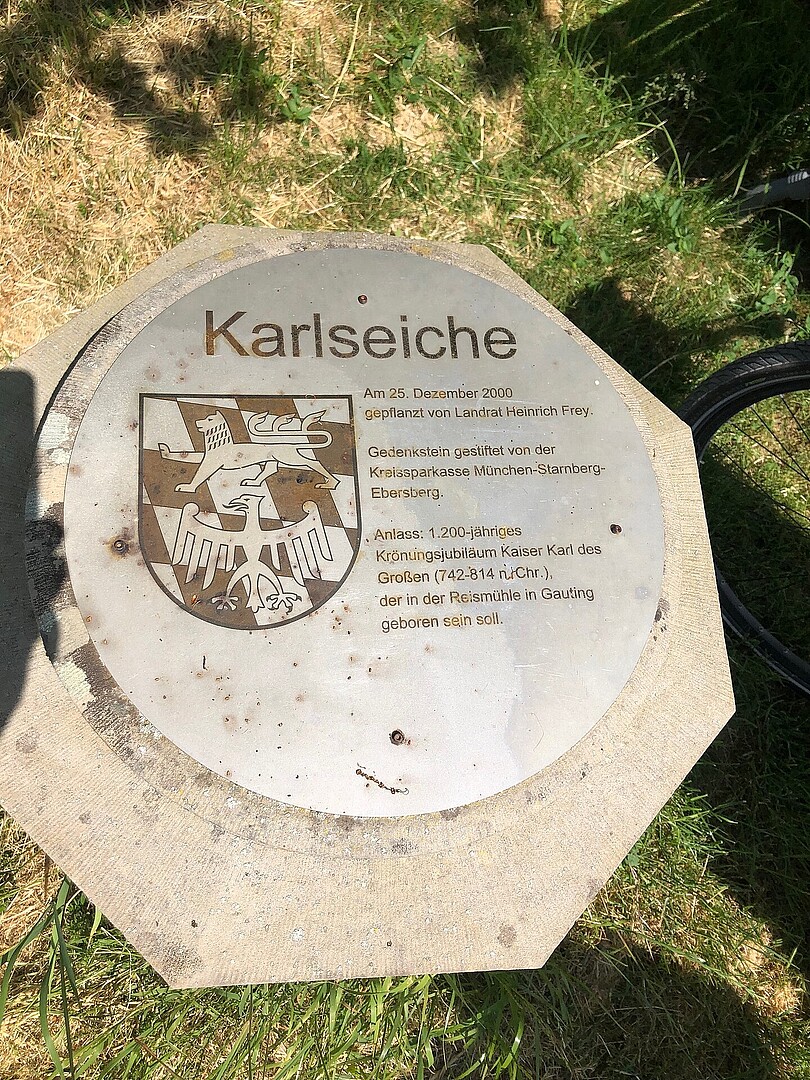 Karlseiche
Am 25. Dezember 2000
gepflanzt von Landrat Heinrich Frey.
Gedenkstein gestiftet von der
Kreissparkasse München-Starnberg-
Ebersberg.
Anlass: 1.200-jähriges
Krönungsjubiläum Kaiser Karl des
Großen (742-814 n. Chr.),
der in der Reismühle in Gauting
geboren sein soll.